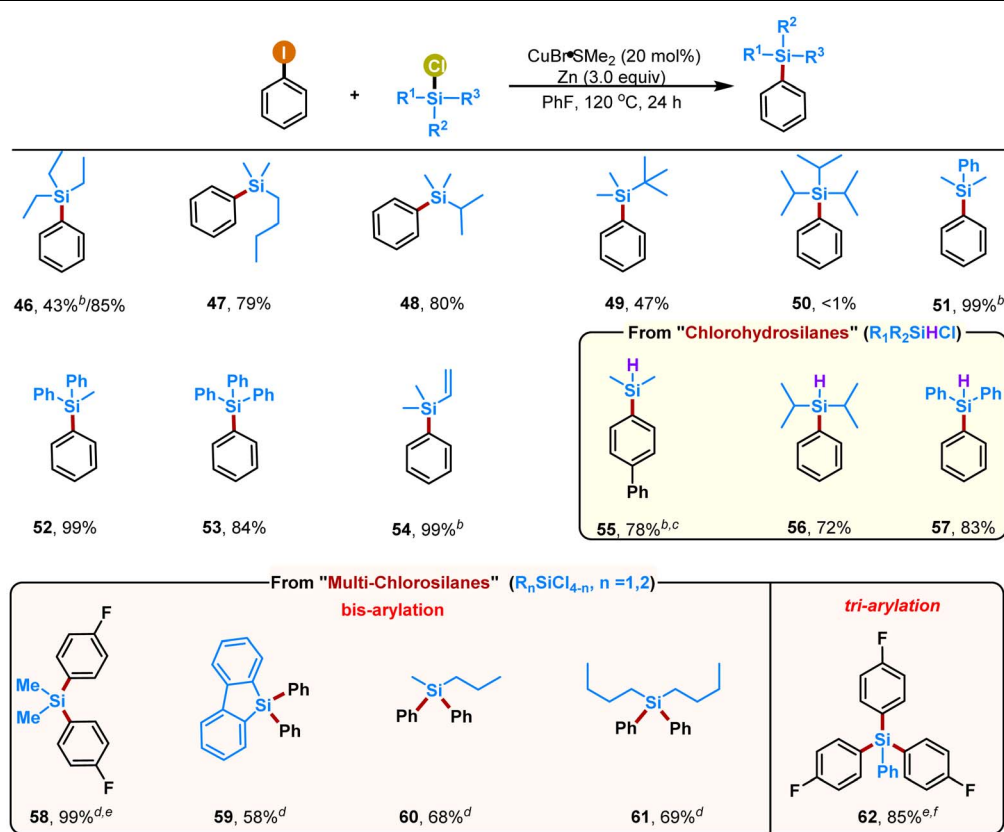 I
Cl
R² R²
+ R¹ Si R³ CuBr•SMe₂ (20 mol%) R¹ Si R³
R² Zn (3.0 equiv)
PhF, 120 °C, 24 h
Si Si Si Si Si Ph
Si
46, 43%ᵇ/85% 47, 79% 48, 80% 49, 47% 50, <1% 51, 99%ᵇ
From "Chlorohydrosilanes" (R₁R₂SiHCl)
Ph Ph H H H
Ph Si Ph Si Ph Si Si Si Ph Si Ph
Ph
52, 99% 53, 84% 54, 99%ᵇ 55, 78%ᵇ,ᶜ 56, 72% 57, 83%
From "Multi-Chlorosilanes" (RₙSiCl₄₋ₙ, n =1,2)
bis-arylation tri-arylation
F F
Me Si Me Ph Si Ph Si Si
Ph Ph Ph Ph
Si
Ph
F F F
58, 99%ᵈ,ᵉ 59, 58%ᵈ 60, 68%ᵈ 61, 69%ᵈ 62, 85%ᵉ,ᶠ